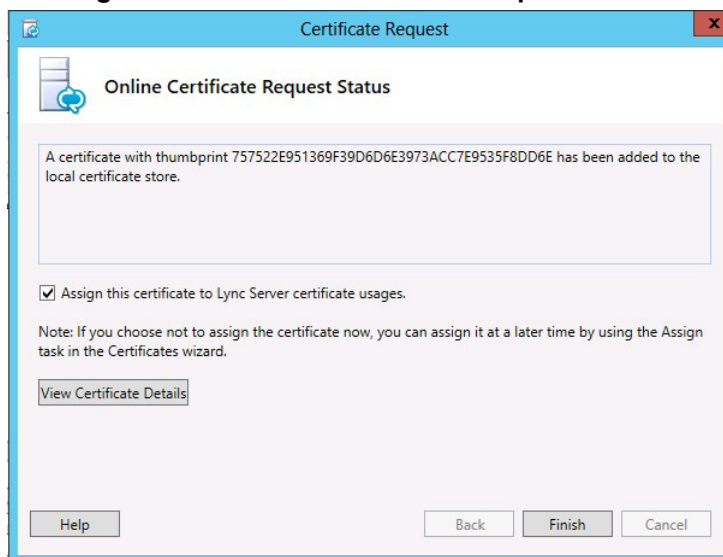 Certificate Request
x
Online Certificate Request Status
A certificate with thumbprint 757522E951369F39D6D6E3973ACC7E9535F8DD6E has been added to the
local certificate store.
Assign this certificate to Lync Server certificate usages.
Note: If you choose not to assign the certificate now, you can assign it at a later time by using the Assign
task in the Certificates wizard.
View Certificate Details
Help
Back
Finish
Cancel